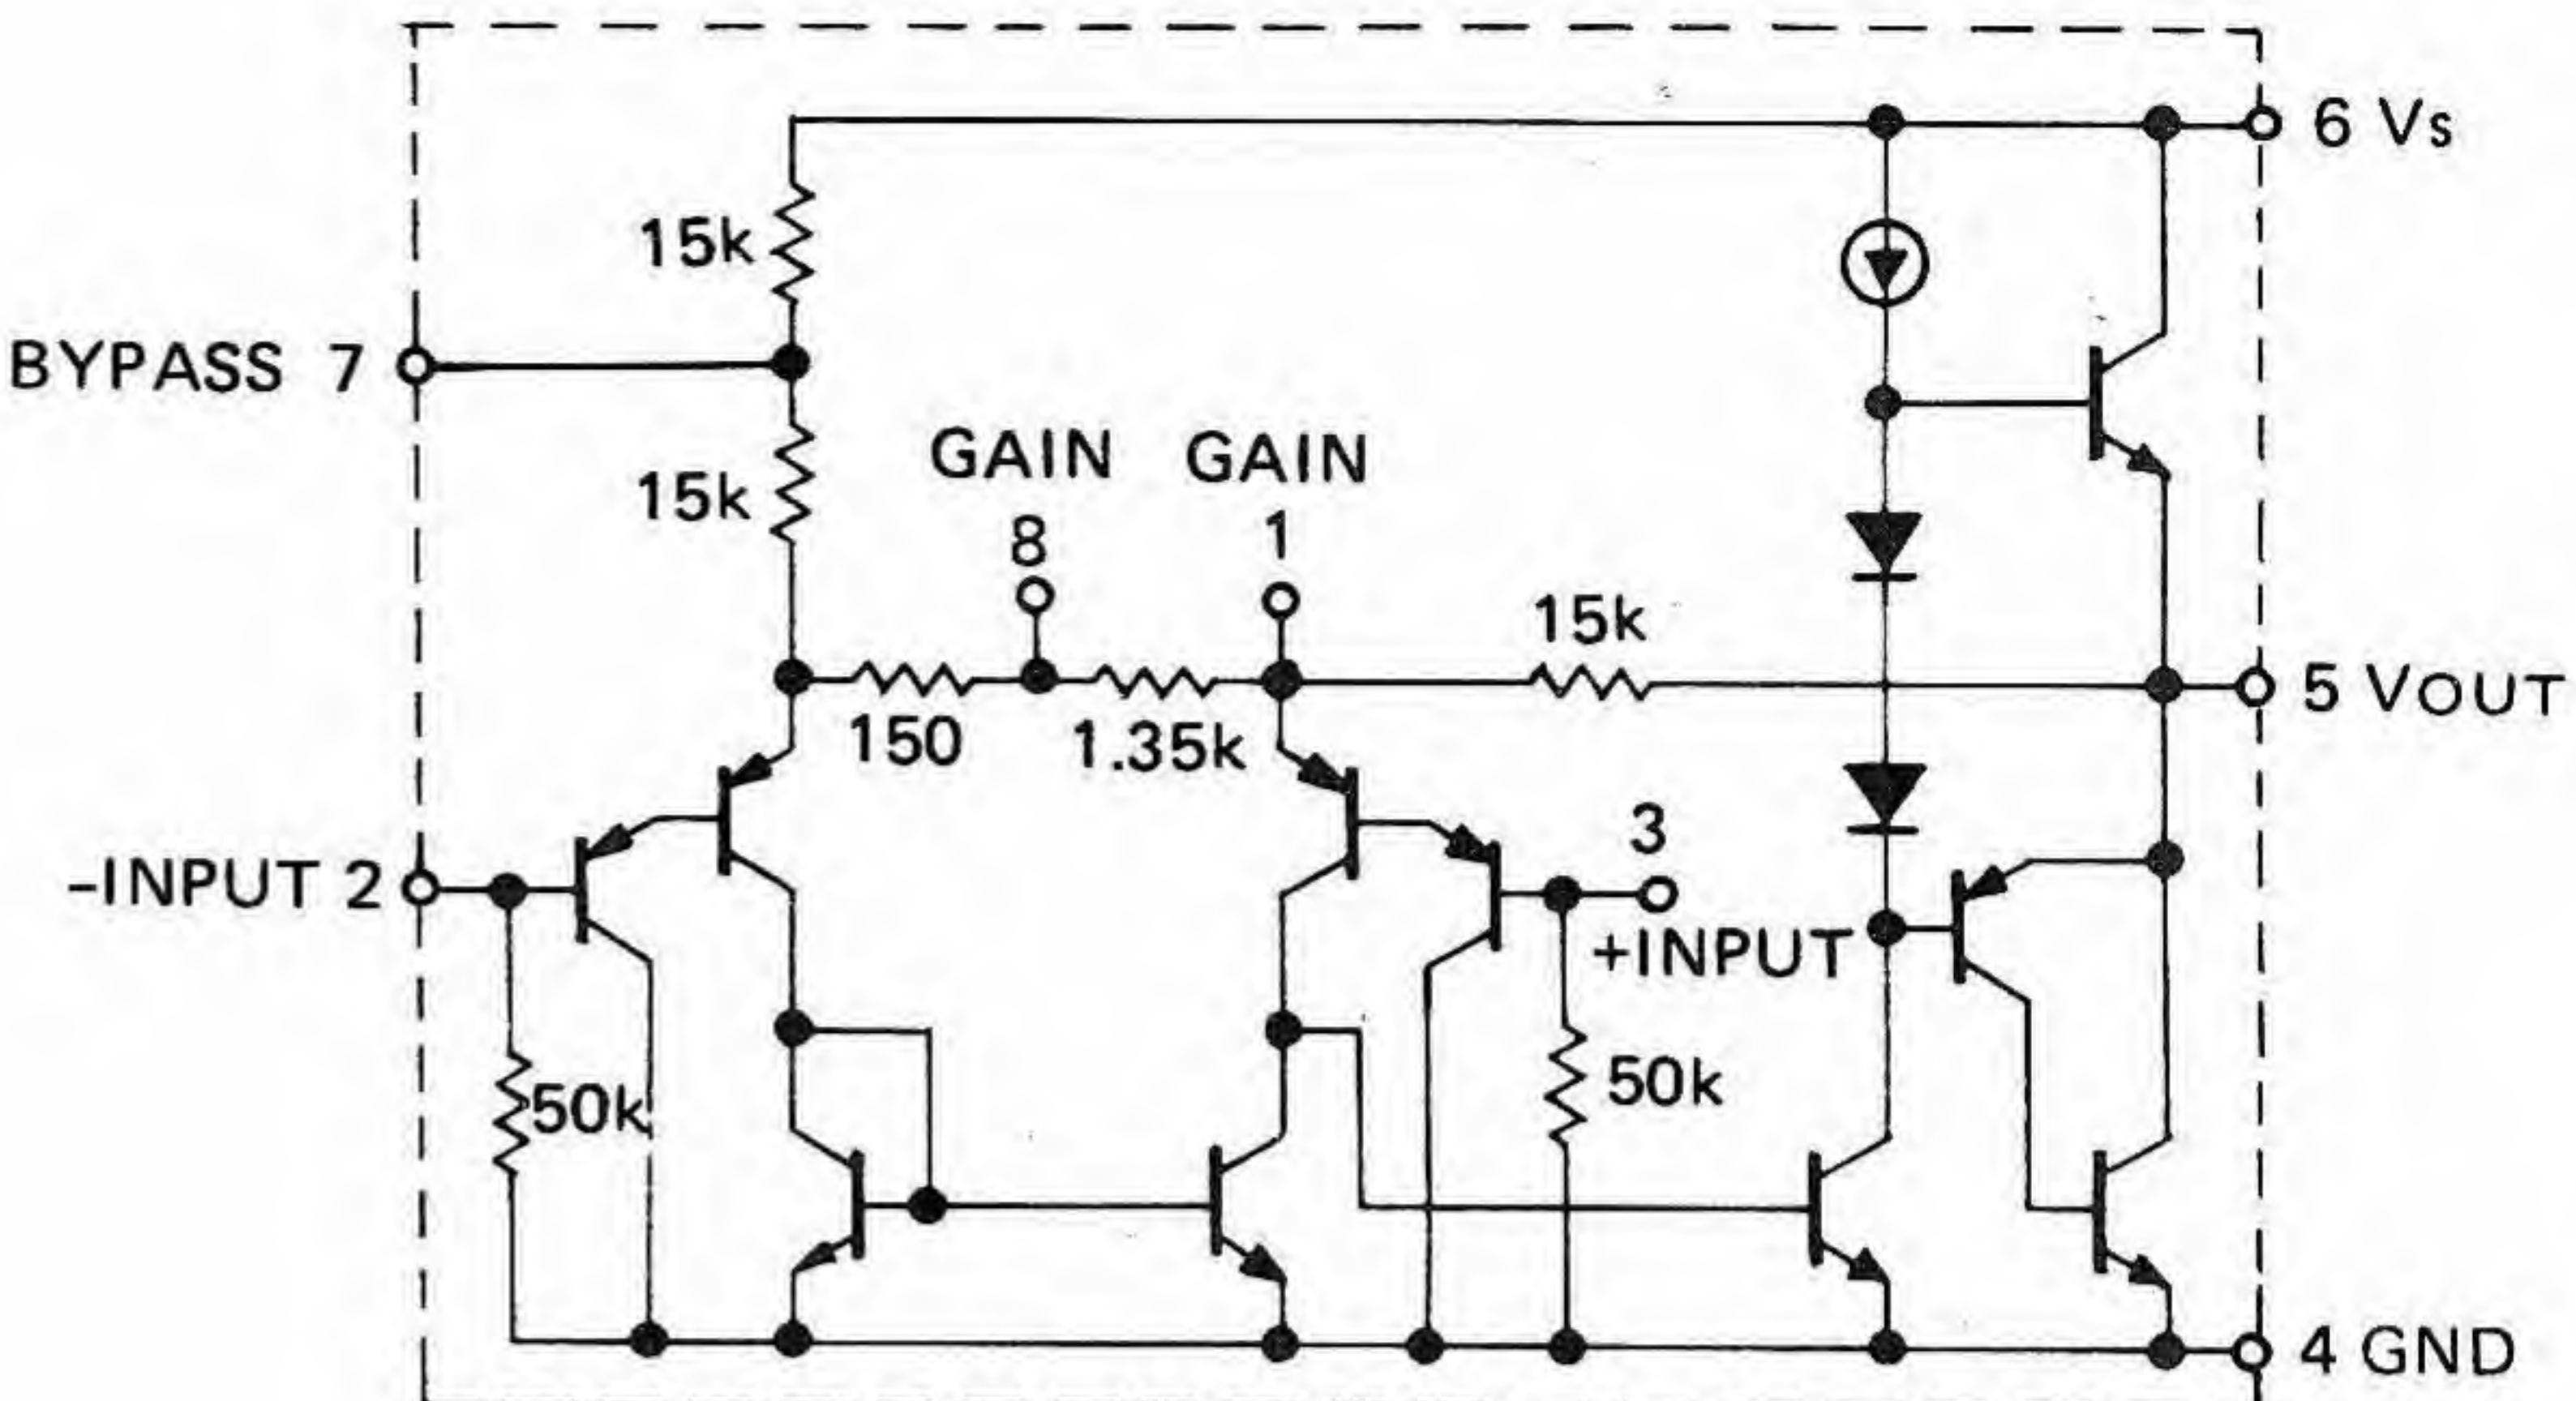 6 Vs
15k
BYPASS 7
15k
GAIN GAIN
8 1
15k
5 VOUT
150 1.35k
3
-INPUT 2
+INPUT
50k
50k
4 GND